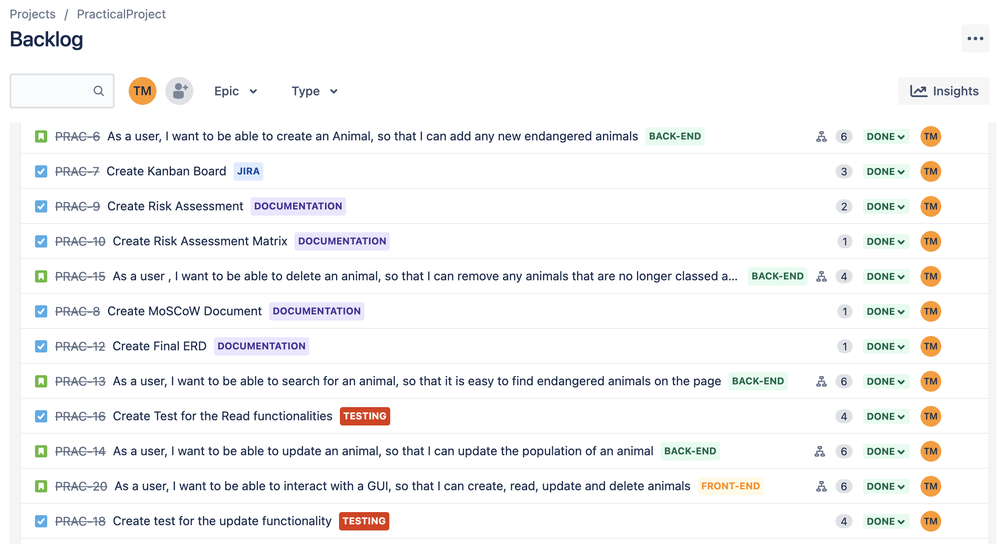 Projects / PracticalProject
Backlog
TM Epic Type Insights
PRAC-6 As a user, I want to be able to create an Animal, so that I can add any new endangered animals BACK-END 6 DONE TM
PRAC-7 Create Kanban Board JIRA 3 DONE TM
PRAC-9 Create Risk Assessment DOCUMENTATION 2 DONE TM
PRAC-10 Create Risk Assessment Matrix DOCUMENTATION 1 DONE TM
PRAC-15 As a user , I want to be able to delete an animal, so that I can remove any animals that are no longer classed a... BACK-END 4 DONE TM
PRAC-8 Create MoSCoW Document DOCUMENTATION 1 DONE TM
PRAC-12 Create Final ERD DOCUMENTATION 1 DONE TM
PRAC-13 As a user, I want to be able to search for an animal, so that it is easy to find endangered animals on the page BACK-END 6 DONE TM
PRAC-16 Create Test for the Read functionalities TESTING 4 DONE TM
PRAC-14 As a user, I want to be able to update an animal, so that I can update the population of an animal BACK-END 6 DONE TM
PRAC-20 As a user, I want to be able to interact with a GUI, so that I can create, read, update and delete animals FRONT-END 6 DONE TM
PRAC-18 Create test for the update functionality TESTING 4 DONE TM